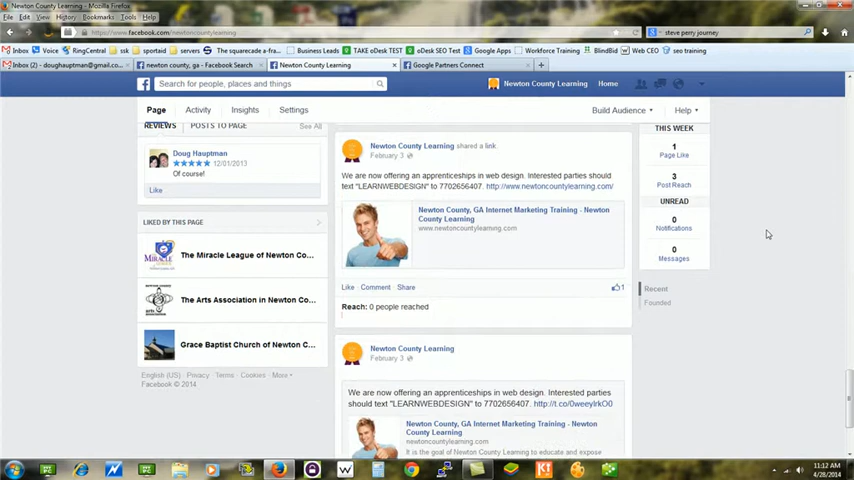 Newton County Learning - Mozilla Firefox
File Edit View History Bookmarks Tools Help
https://www.facebook.com/newtoncountylearning
steve perry journey
Inbox Voice RingCentral ssk sportaid servers The squarecade a-fra... Business Leads TAKE oDesk TEST oDesk SEO Test Google Apps Workforce Training BlindBid Web CEO seo training
Inbox (2) - doughauptman@gmail.co...
newton county, ga - Facebook Search
Newton County Learning
Google Partners Connect
Search for people, places and things
Newton County Learning Home
Page Activity Insights Settings Build Audience Help
REVIEWS POSTS TO PAGE See All
Doug Hauptman
12/01/2013
Of course!
Like
LIKED BY THIS PAGE
The Miracle League of Newton Co...
The Arts Association in Newton Co...
Grace Baptist Church of Newton C...
English (US) · Privacy · Terms · Cookies · More
Facebook © 2014
Newton County Learning shared a link.
February 3
We are now offering an apprenticeships in web design. Interested parties should
text "LEARNWEBDESIGN" to 7702656407. http://www.newtoncountylearning.com/
Newton County, GA Internet Marketing Training - Newton
County Learning
www.newtoncountylearning.com
Like · Comment · Share
1
Reach: 0 people reached
Newton County Learning
February 3
We are now offering an apprenticeships in web design. Interested parties
should text "LEARNWEBDESIGN" to 7702656407. http://t.co/0weeylrkO0
Newton County, GA Internet Marketing Training - Newton
County Learning
newtoncountylearning.com
It is the goal of Newton County Learning to educate and expose
THIS WEEK
1
Page Like
3
Post Reach
UNREAD
0
Notifications
0
Messages
Recent
Founded
11:12 AM
4/28/2014